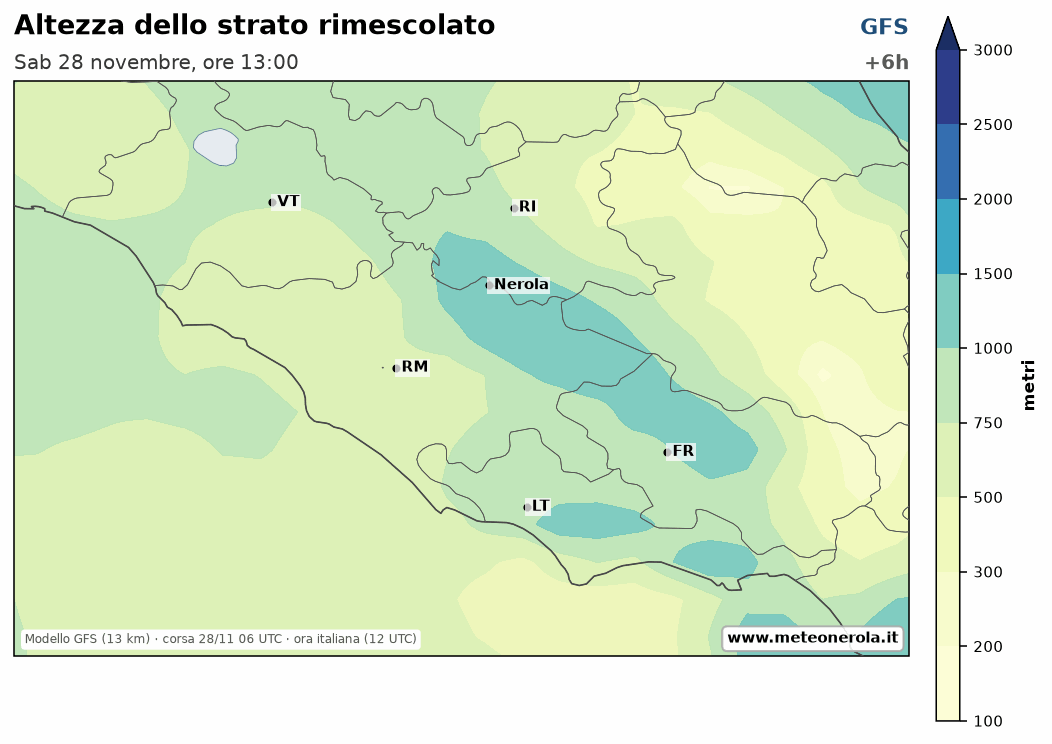 Altezza dello strato rimescolato
GFS
Sab 28 novembre, ore 13:00
+6h
VT
RI
Nerola
RM
FR
LT
Modello GFS (13 km) · corsa 28/11 06 UTC · ora italiana (12 UTC)
www.meteonerola.it
3000
2500
2000
1500
1000
750
500
300
200
100
metri